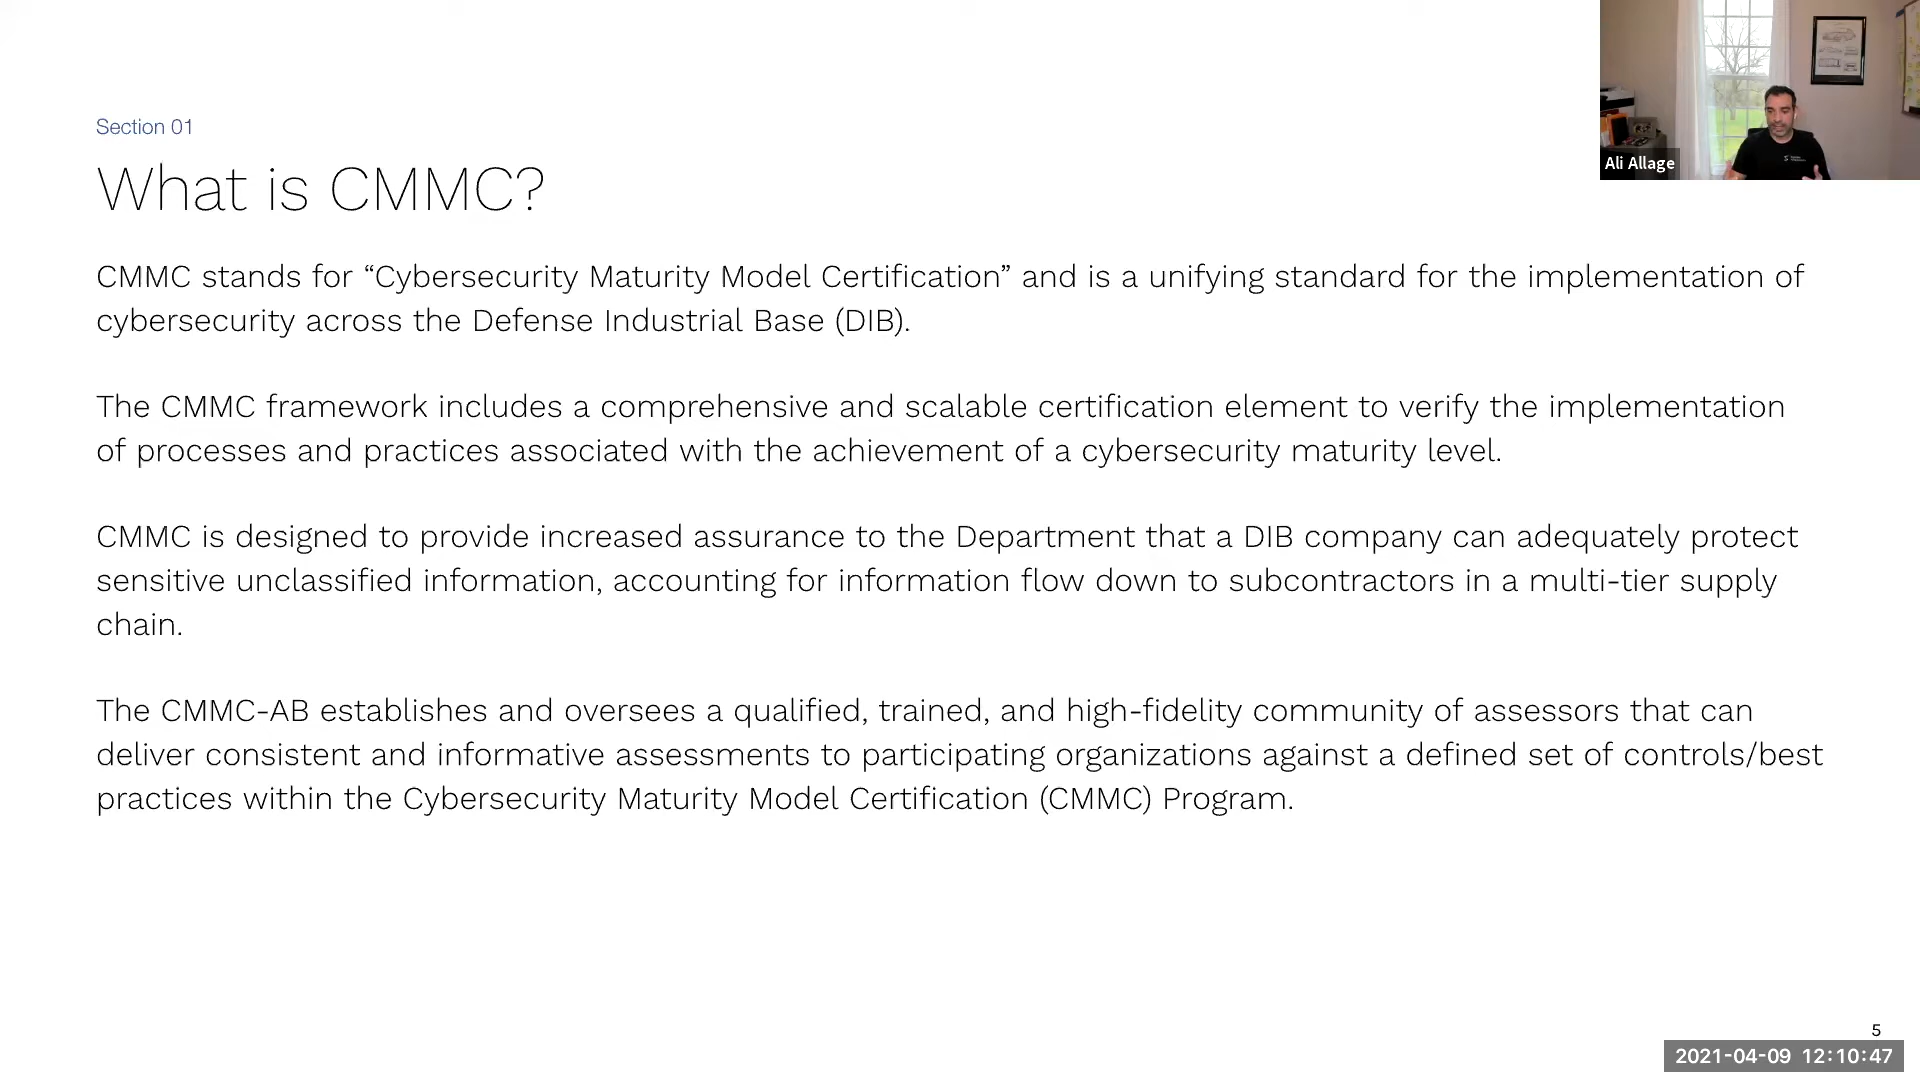 Section 01
What is CMMC?
CMMC stands for “Cybersecurity Maturity Model Certification” and is a unifying standard for the implementation of
cybersecurity across the Defense Industrial Base (DIB).
The CMMC framework includes a comprehensive and scalable certification element to verify the implementation
of processes and practices associated with the achievement of a cybersecurity maturity level.
CMMC is designed to provide increased assurance to the Department that a DIB company can adequately protect
sensitive unclassified information, accounting for information flow down to subcontractors in a multi-tier supply
chain.
The CMMC-AB establishes and oversees a qualified, trained, and high-fidelity community of assessors that can
deliver consistent and informative assessments to participating organizations against a defined set of controls/best
practices within the Cybersecurity Maturity Model Certification (CMMC) Program.
Ali Allage
5
2021-04-09 12:10:47